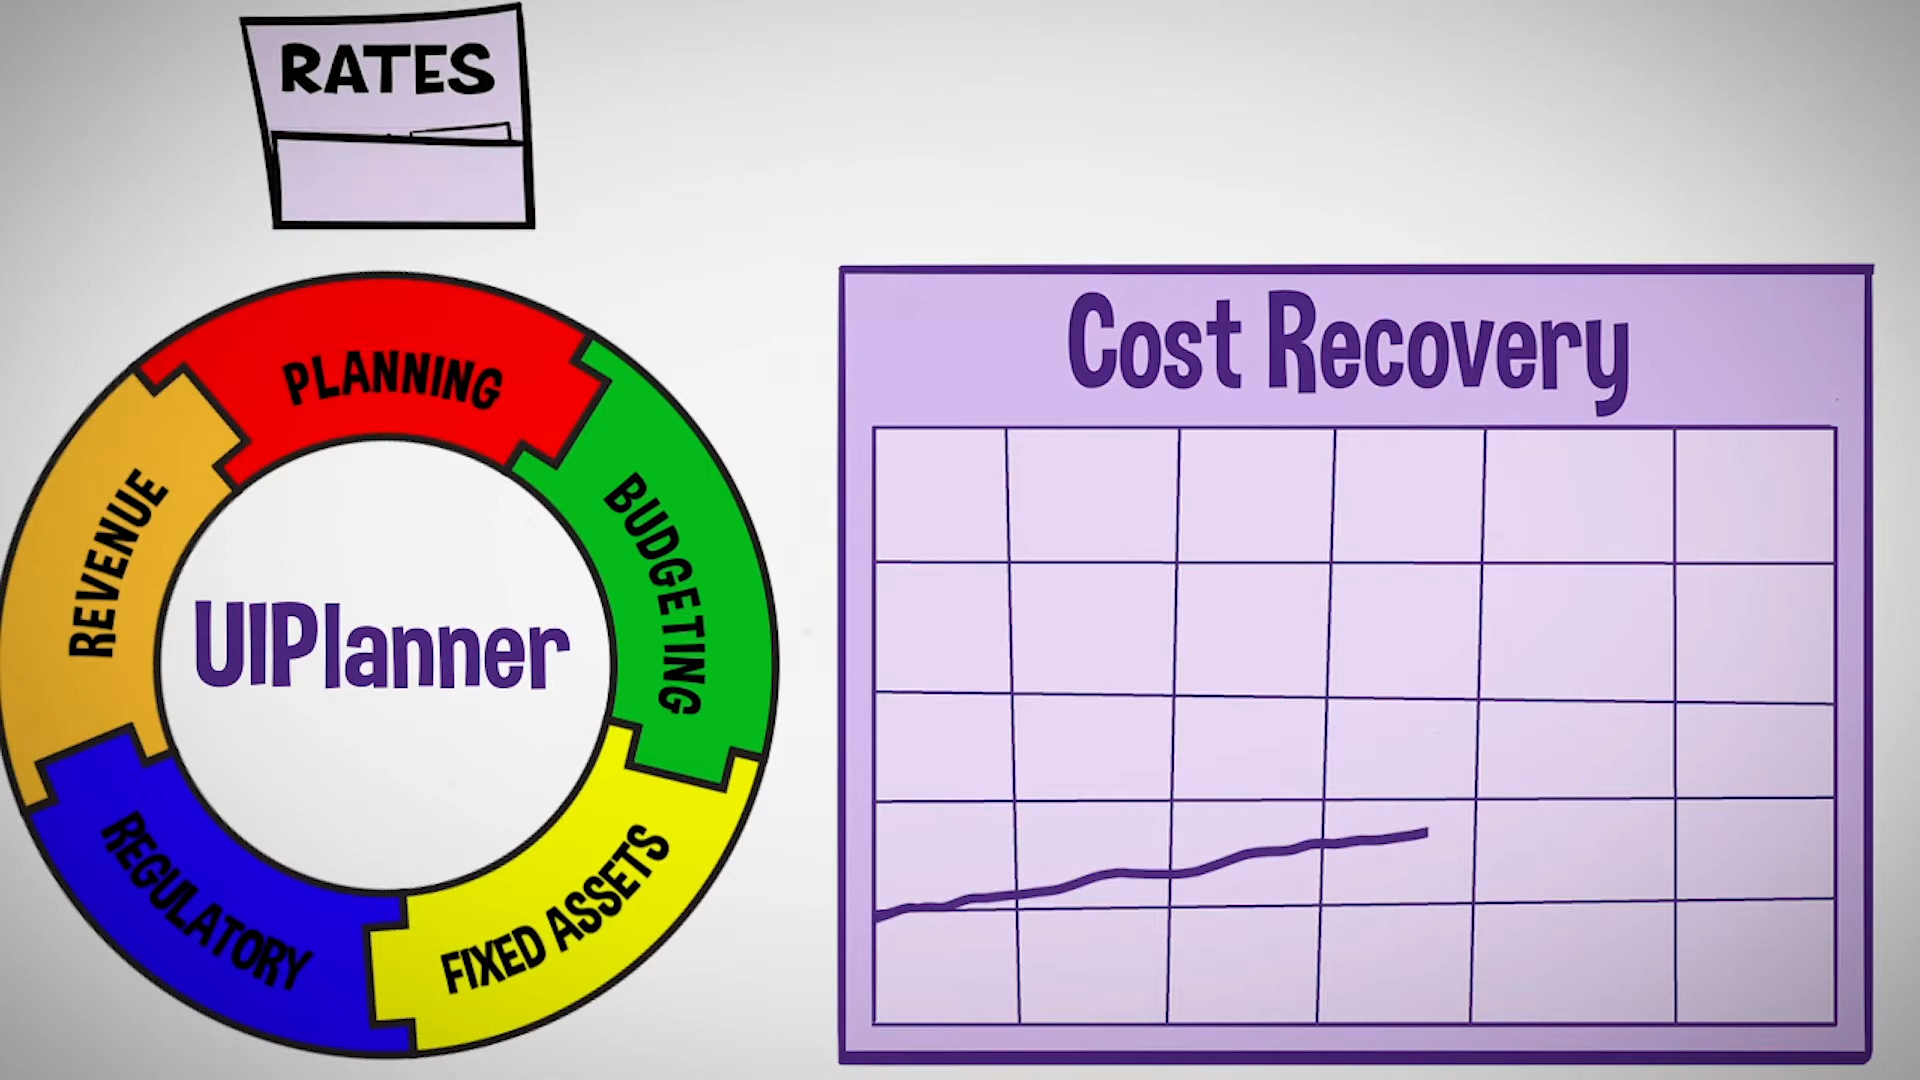 RATES
PLANNING
BUDGETING
FIXED ASSETS
REGULATORY
REVENUE
UIPlanner
Cost Recovery